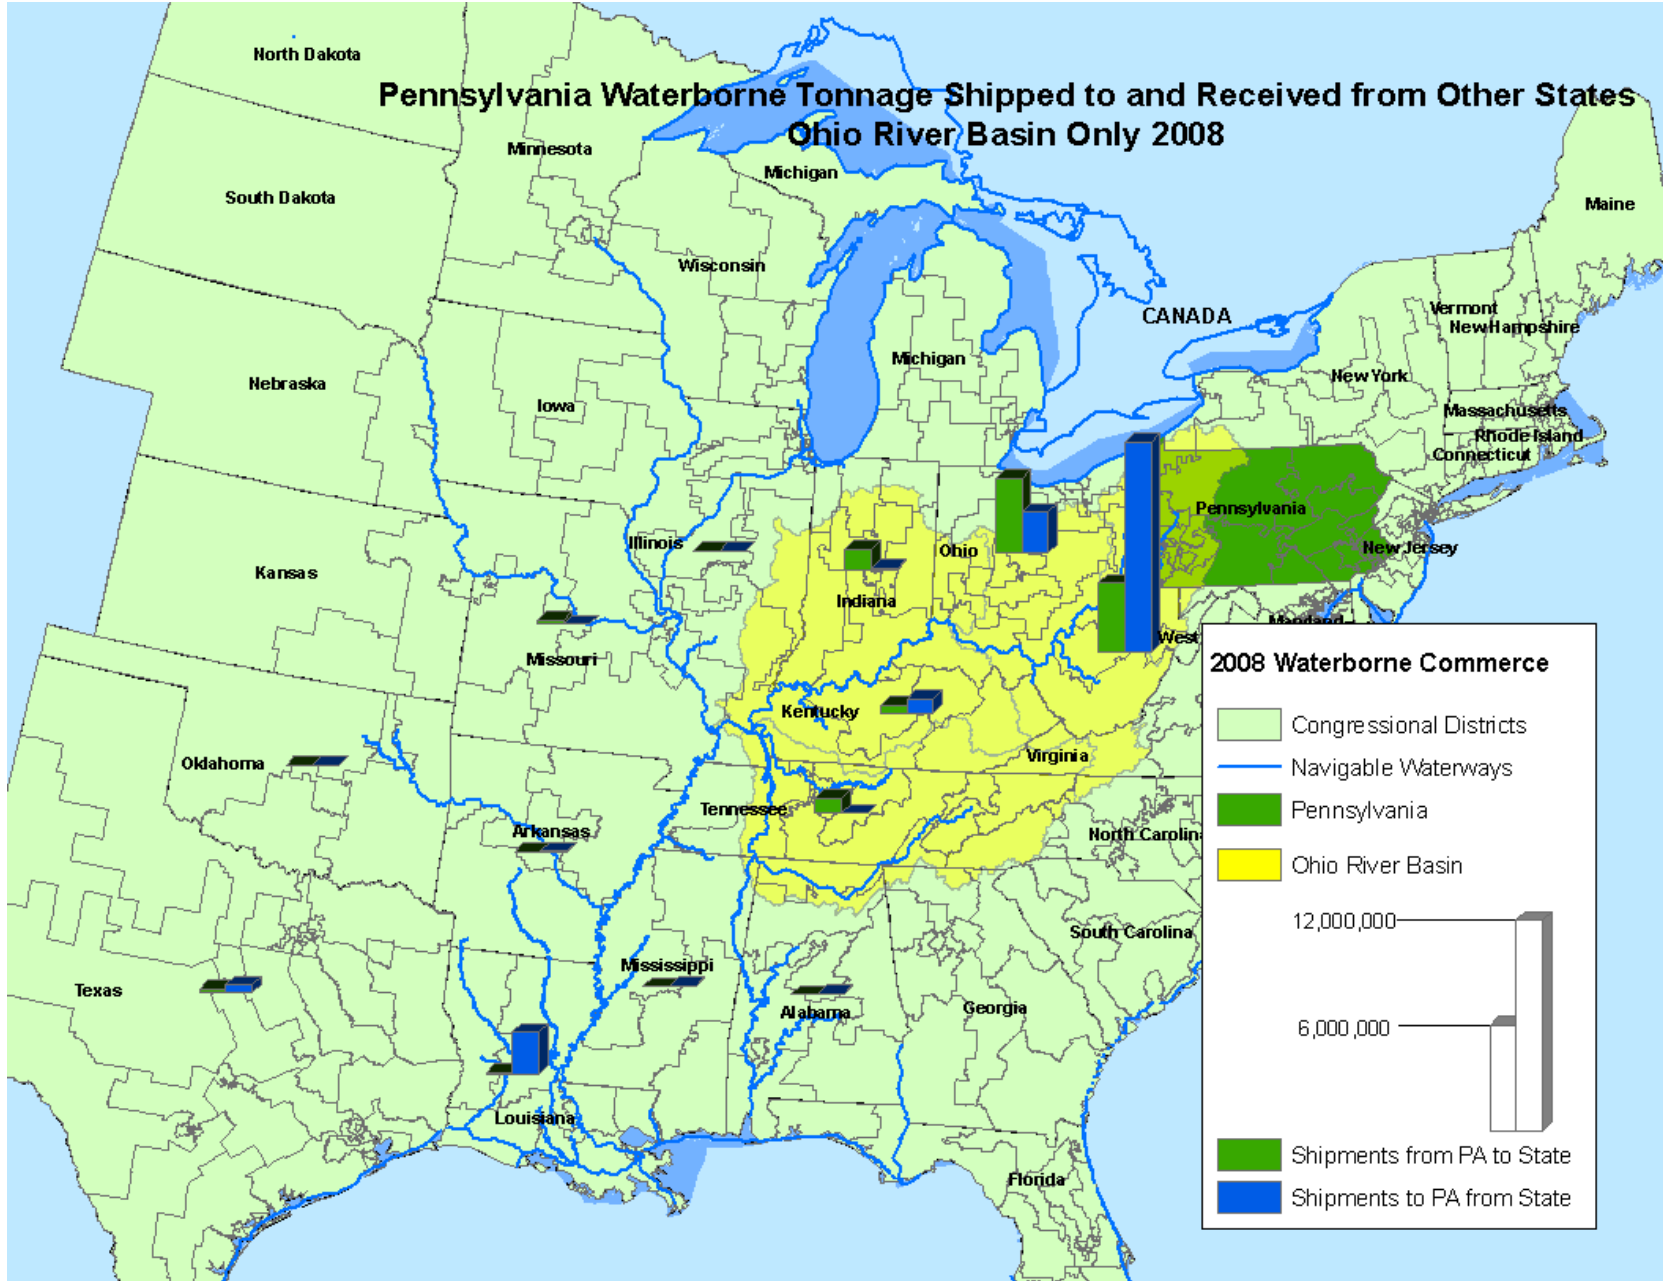 Pennsylvania Waterborne Tonnage Shipped to and Received from Other States
Ohio River Basin Only 2008
North Dakota
Minnesota
Michigan
South Dakota
Maine
Wisconsin
CANADA
Vermont
New Hampshire
Michigan
New York
Nebraska
Iowa
Massachusetts
Rhode Island
Connecticut
Pennsylvania
Illinois
Ohio
New Jersey
Kansas
Indiana
Maryland
West
Missouri
Kentucky
Virginia
Oklahoma
Tennessee
Arkansas
North Carolin
South Carolina
Mississippi
Texas
Alabama
Georgia
Louisiana
Florida
2008 Waterborne Commerce
Congressional Districts
Navigable Waterways
Pennsylvania
Ohio River Basin
12,000,000
6,000,000
Shipments from PA to State
Shipments to PA from State